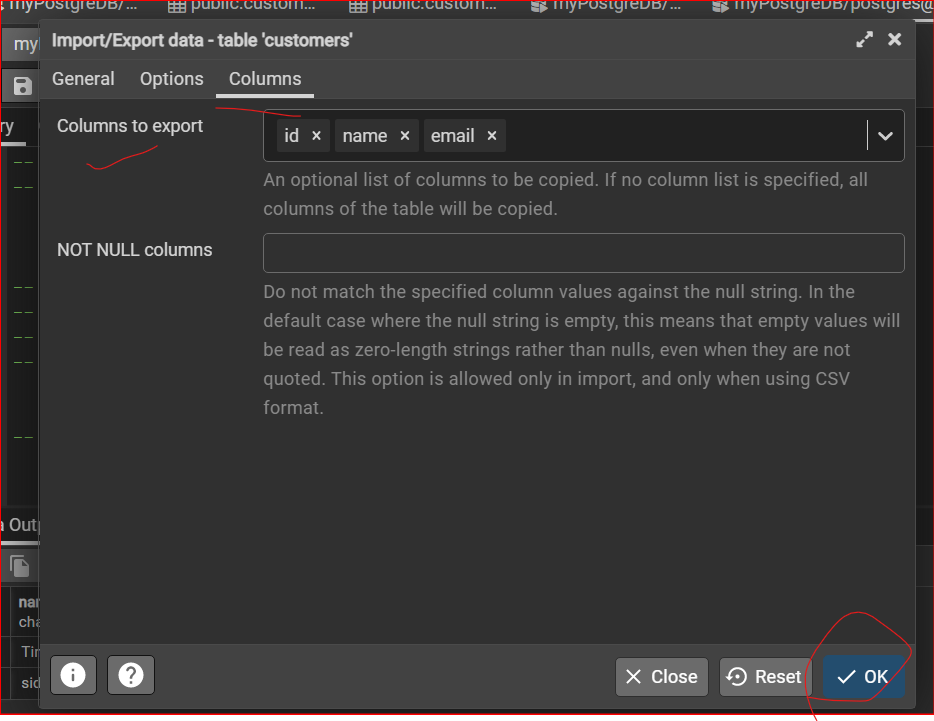 myPostgreDB/...
public.custom...
public.custom...
myPostgreDB/...
myPostgreDB/postgres@
Import/Export data - table 'customers'
General Options Columns
Columns to export
id × name × email ×
An optional list of columns to be copied. If no column list is specified, all
columns of the table will be copied.
NOT NULL columns
Do not match the specified column values against the null string. In the
default case where the null string is empty, this means that empty values will
be read as zero-length strings rather than nulls, even when they are not
quoted. This option is allowed only in import, and only when using CSV
format.
Close Reset OK